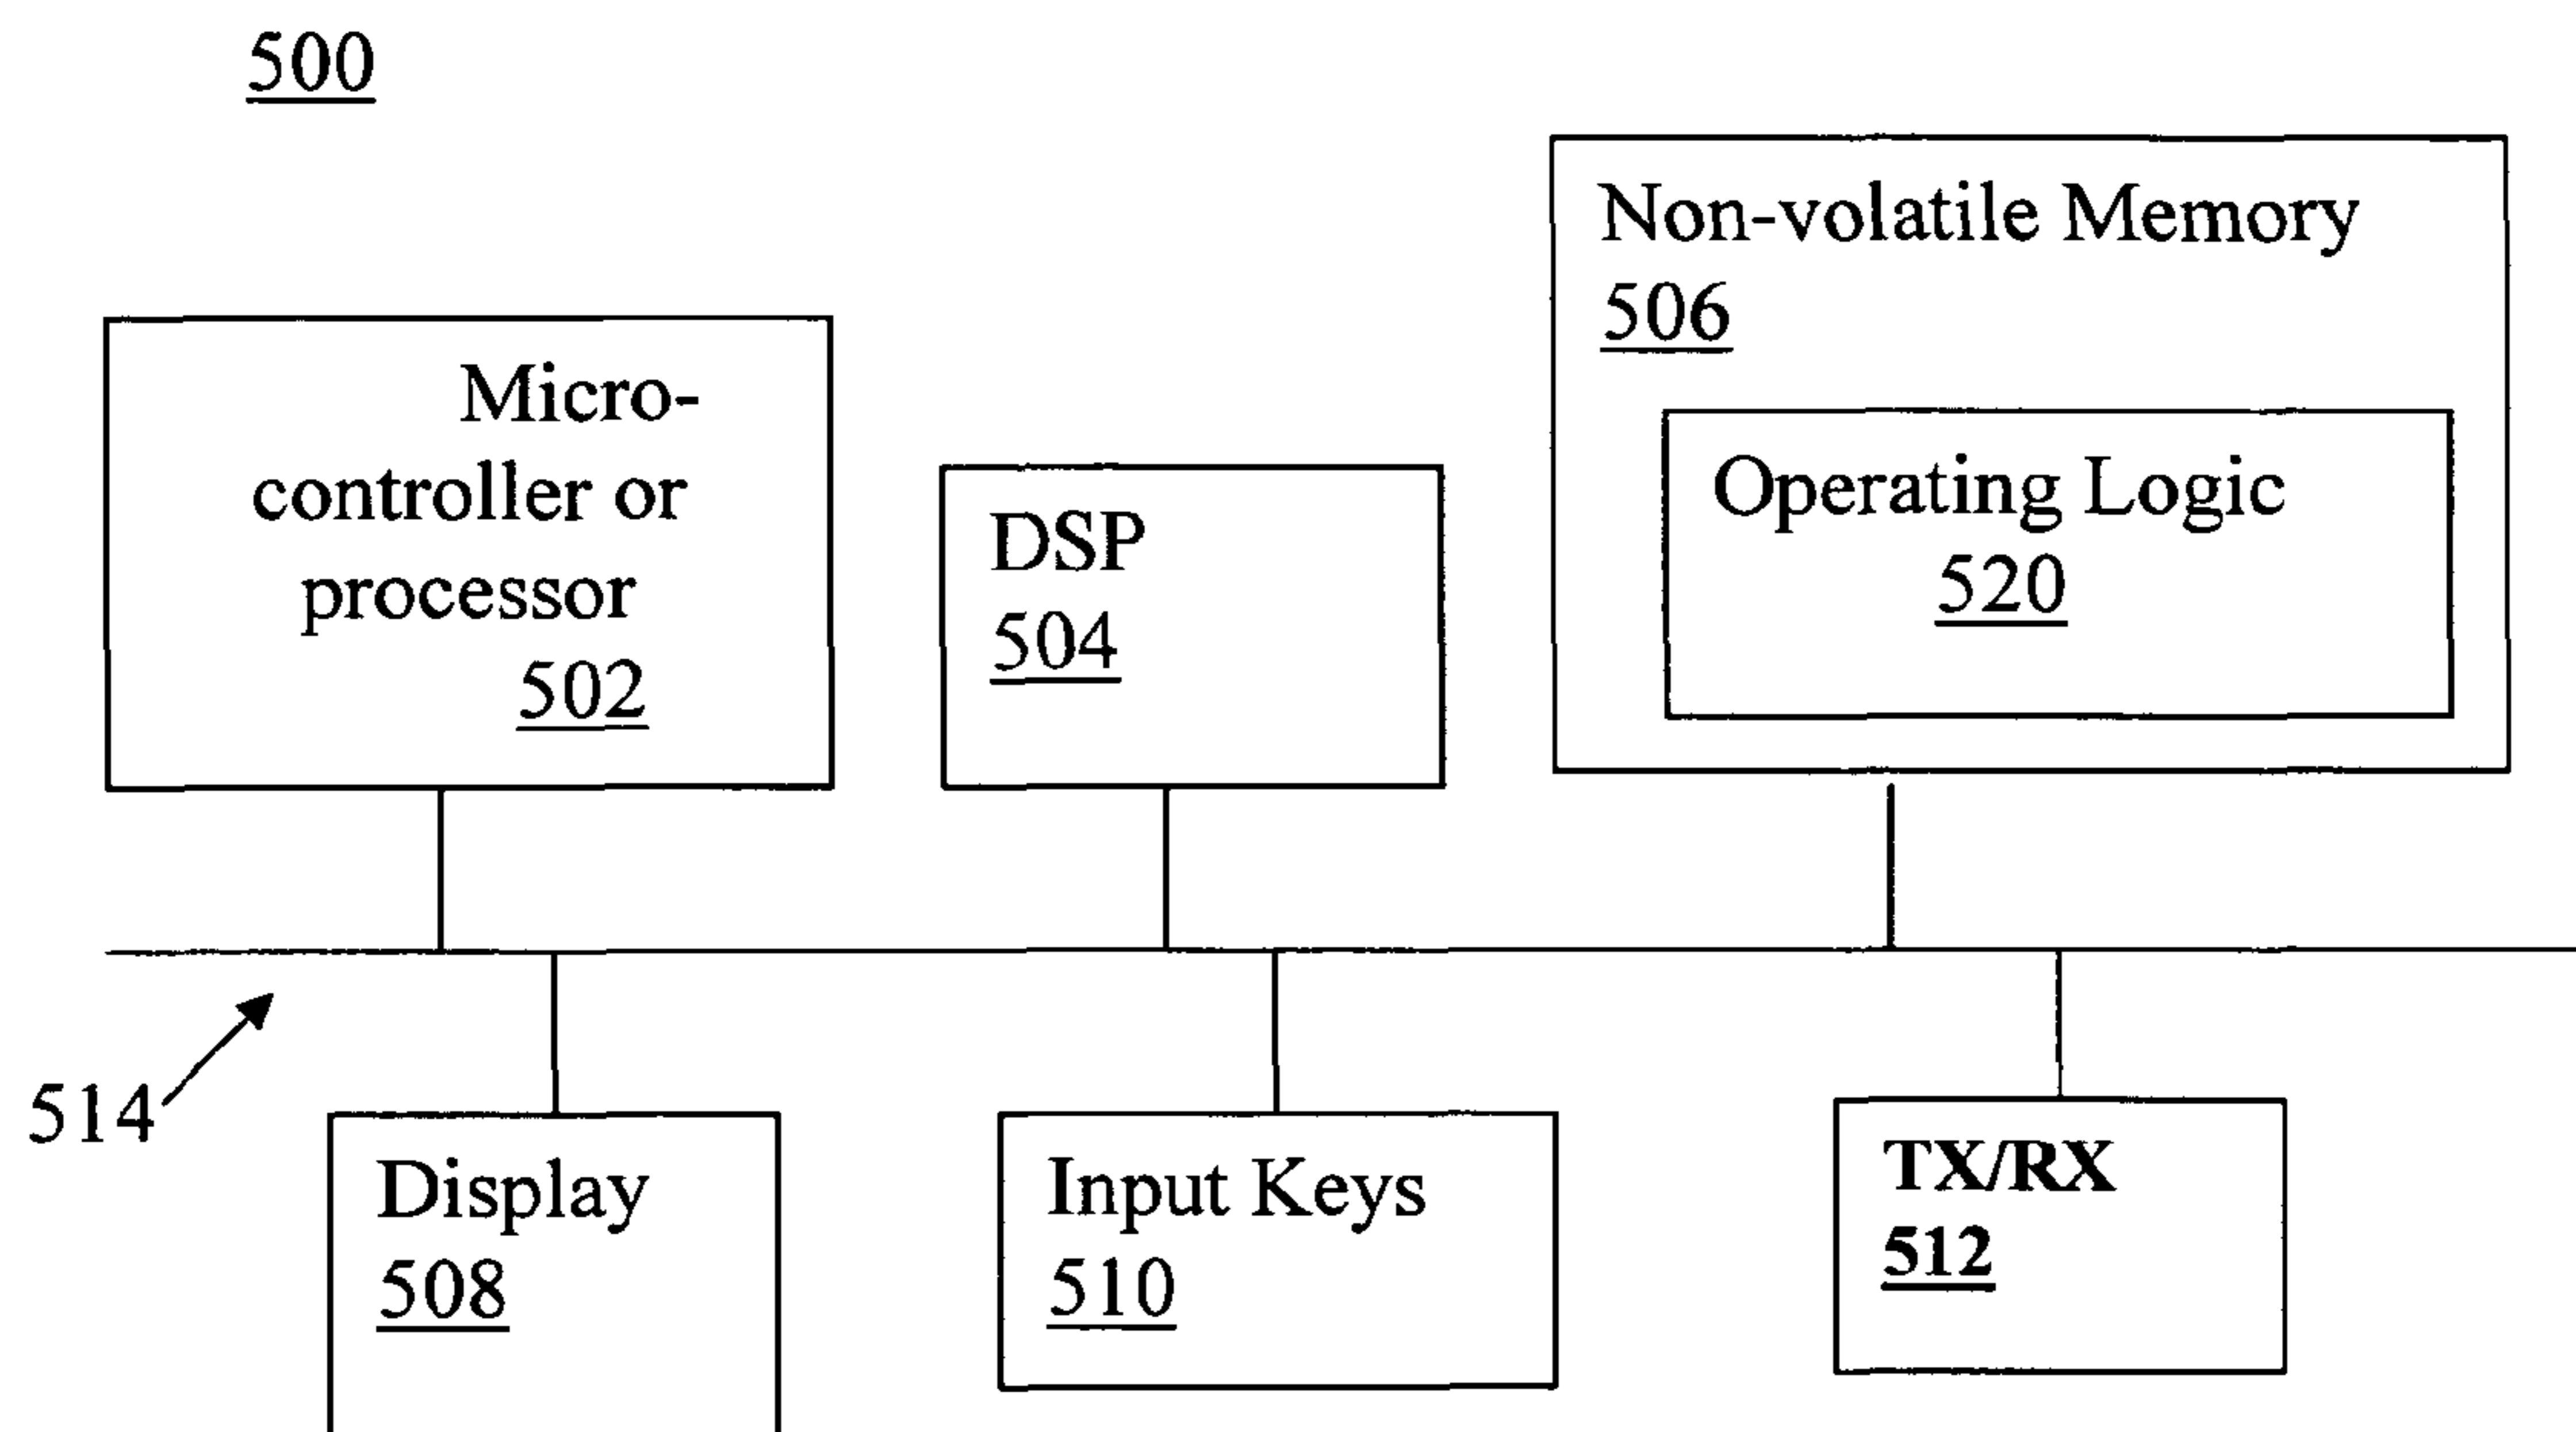 500
Non-volatile Memory
506
Operating Logic
520
Micro-
controller or
processor
502
DSP
504
514
Display
508
Input Keys
510
TX/RX
512